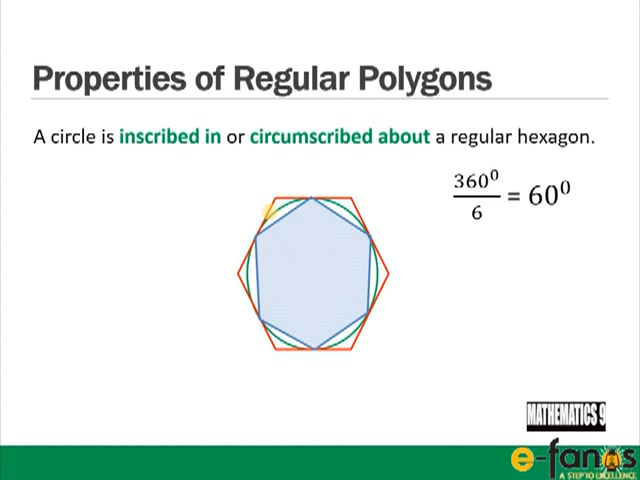 Properties of Regular Polygons
A circle is inscribed in or circumscribed about a regular hexagon.
360⁰
6
= 60⁰
MATHEMATICS 9
e-fanos
A STEP TO EXCELLENCE